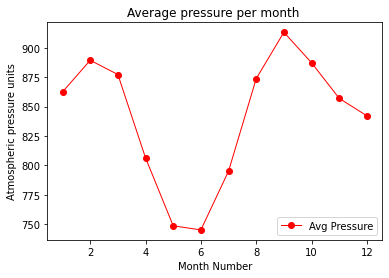 Average pressure per month
Atmospheric pressure units
900
875
850
825
800
775
750
2 4 6 8 10 12
Month Number
Avg Pressure